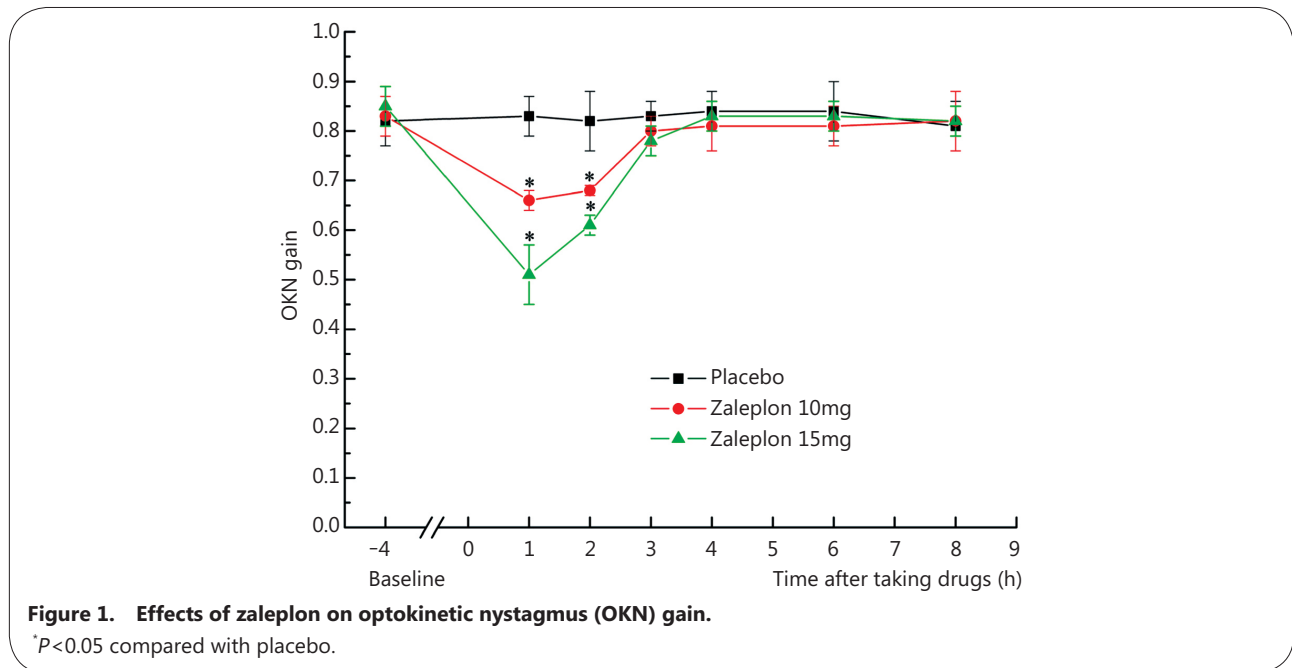 1.0
0.9
0.8
0.7
0.6
0.5
0.4
0.3
0.2
0.1
0.0
OKN gain
*
*
*
*
Placebo
Zaleplon 10mg
Zaleplon 15mg
−4 0 1 2 3 4 5 6 7 8 9
Baseline Time after taking drugs (h)
Figure 1. Effects of zaleplon on optokinetic nystagmus (OKN) gain.
*P<0.05 compared with placebo.